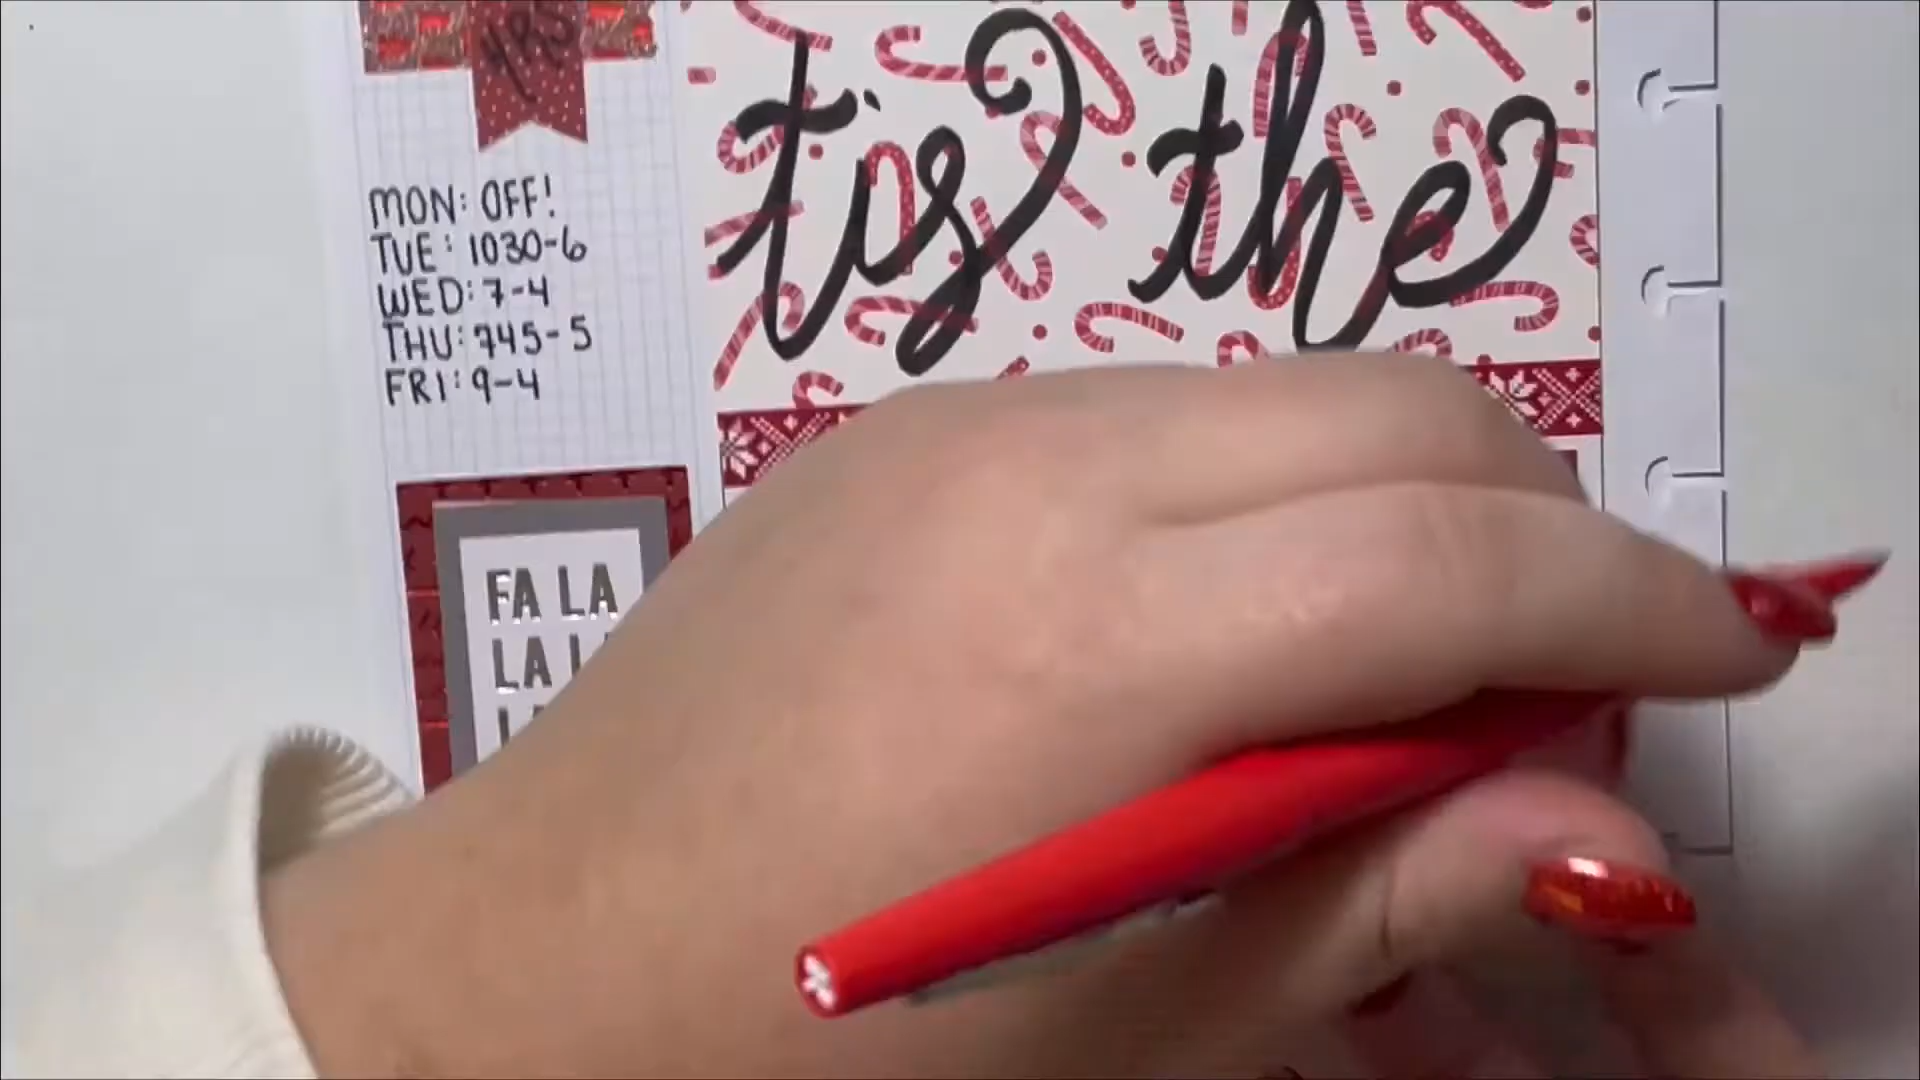 HRS
tis the
MON: OFF!
TUE: 1030-6
WED: 7-4
THU: 745-5
FRI: 9-4
FA LA
LA